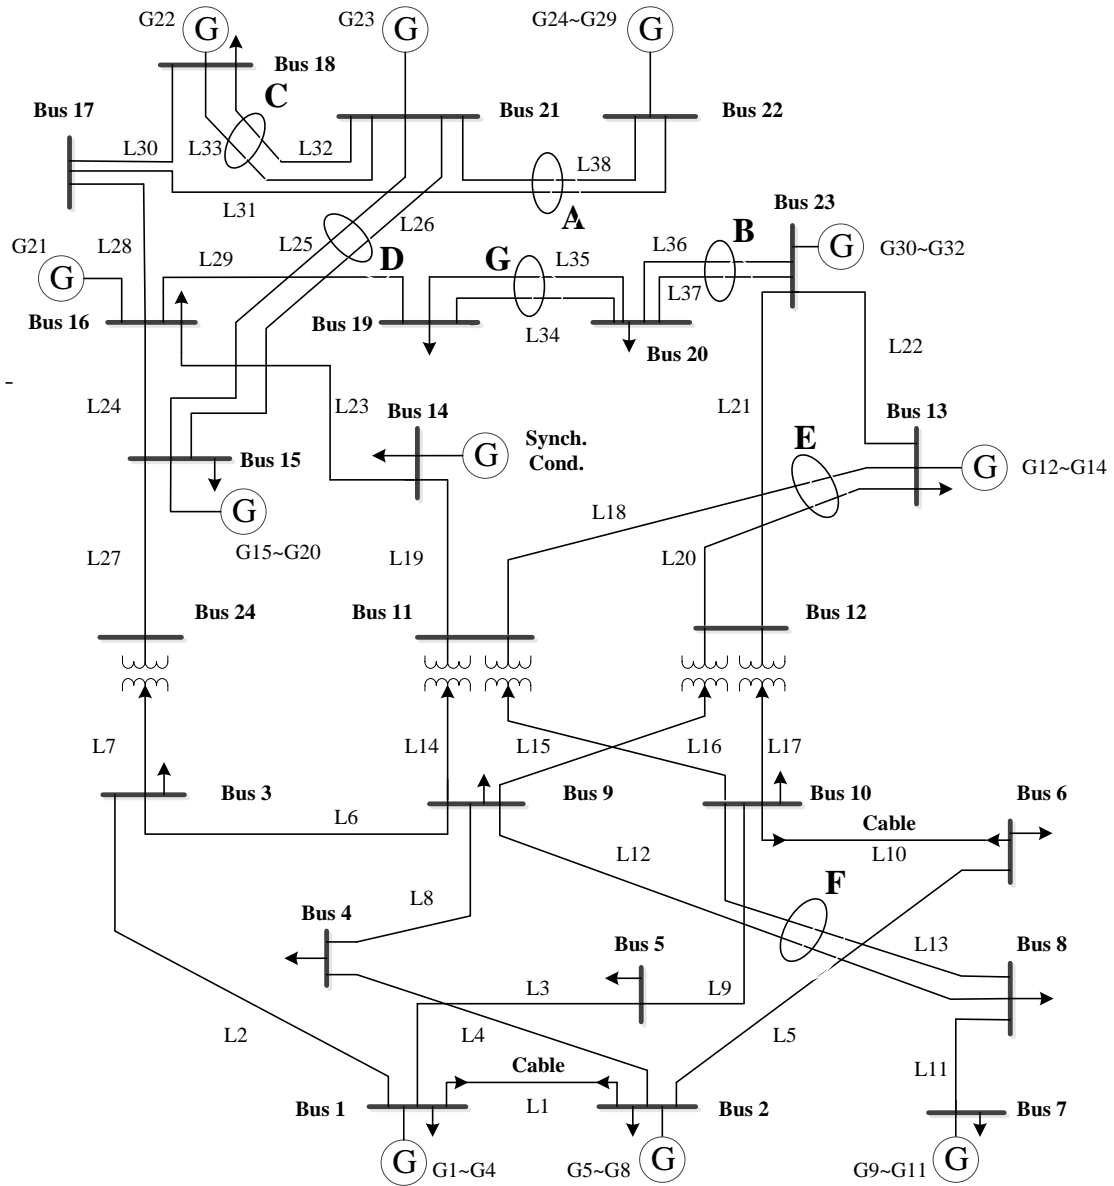 G22
G
G23
G
G24~G29
G
Bus 18
C
Bus 17
Bus 21
Bus 22
L30
L33
L32
L38
L31
A
Bus 23
L26
L25
B
G
G30~G32
G21
G
L28
L29
D
G
L35
L36
L37
Bus 16
Bus 19
L34
Bus 20
L22
-
L24
L23
Bus 14
L21
Bus 13
E
Bus 15
G
Synch.
Cond.
G
G12~G14
G
G15~G20
L18
L27
L19
L20
Bus 24
Bus 11
Bus 12
L7
L14
L15
L16
L17
Bus 3
Bus 9
Bus 10
Bus 6
L6
Cable
L10
L12
F
L8
Bus 4
Bus 5
L13
Bus 8
L3
L9
L2
L4
L5
Cable
L11
Bus 1
L1
Bus 2
Bus 7
G
G1~G4
G5~G8
G
G9~G11
G